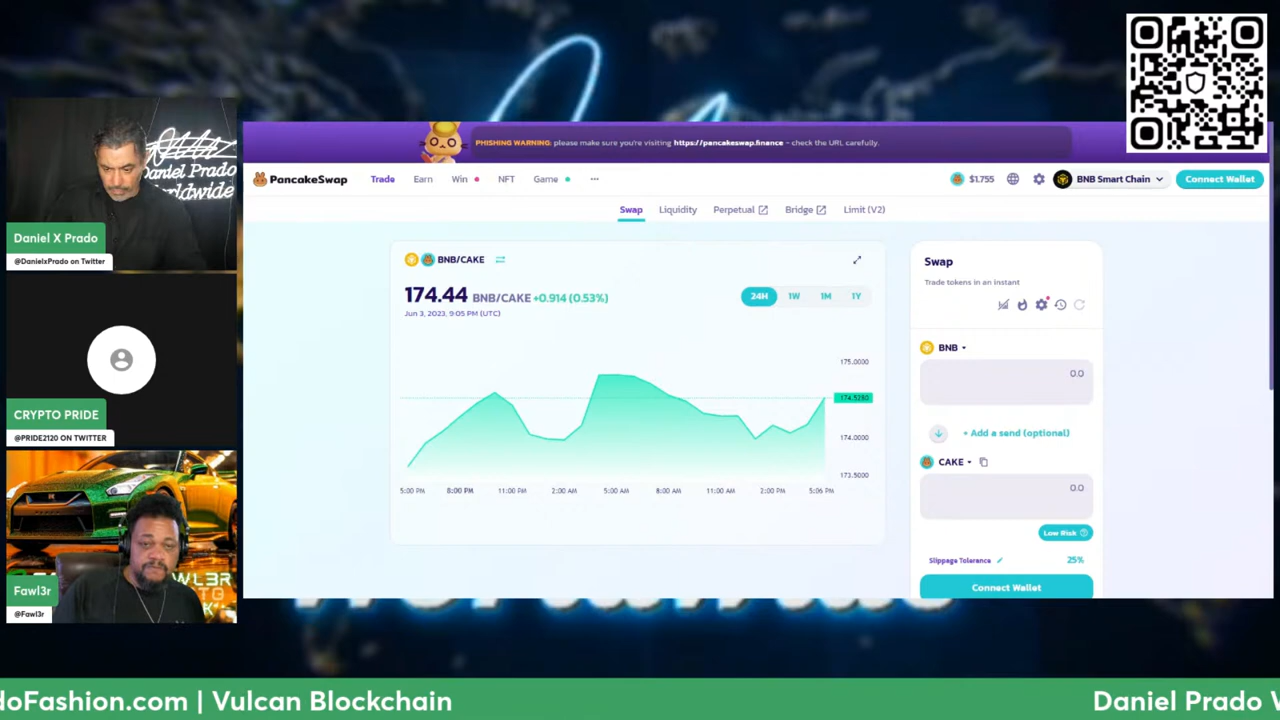 Daniel Prado
Worldwide
Daniel X Prado
@DanielxPrado on Twitter
CRYPTO PRIDE
@PRIDE2120 ON TWITTER
Fawl3r
@Fawl3r
PHISHING WARNING: please make sure you're visiting https://pancakeswap.finance - check the URL carefully.
PancakeSwap
Trade
Earn
Win
NFT
Game
$1.755
BNB Smart Chain
Connect Wallet
Swap
Liquidity
Perpetual
Bridge
Limit (V2)
BNB/CAKE
174.44 BNB/CAKE +0.914 (0.53%)
Jun 3, 2023, 9:05 PM (UTC)
24H
1W
1M
1Y
175.0000
174.5280
174.0000
173.5000
5:00 PM
8:00 PM
11:00 PM
2:00 AM
5:00 AM
8:00 AM
11:00 AM
2:00 PM
5:06 PM
Swap
Trade tokens in an instant
BNB
0.0
+ Add a send (optional)
CAKE
0.0
Low Risk
Slippage Tolerance
25%
Connect Wallet
doFashion.com | Vulcan Blockchain
Daniel Prado